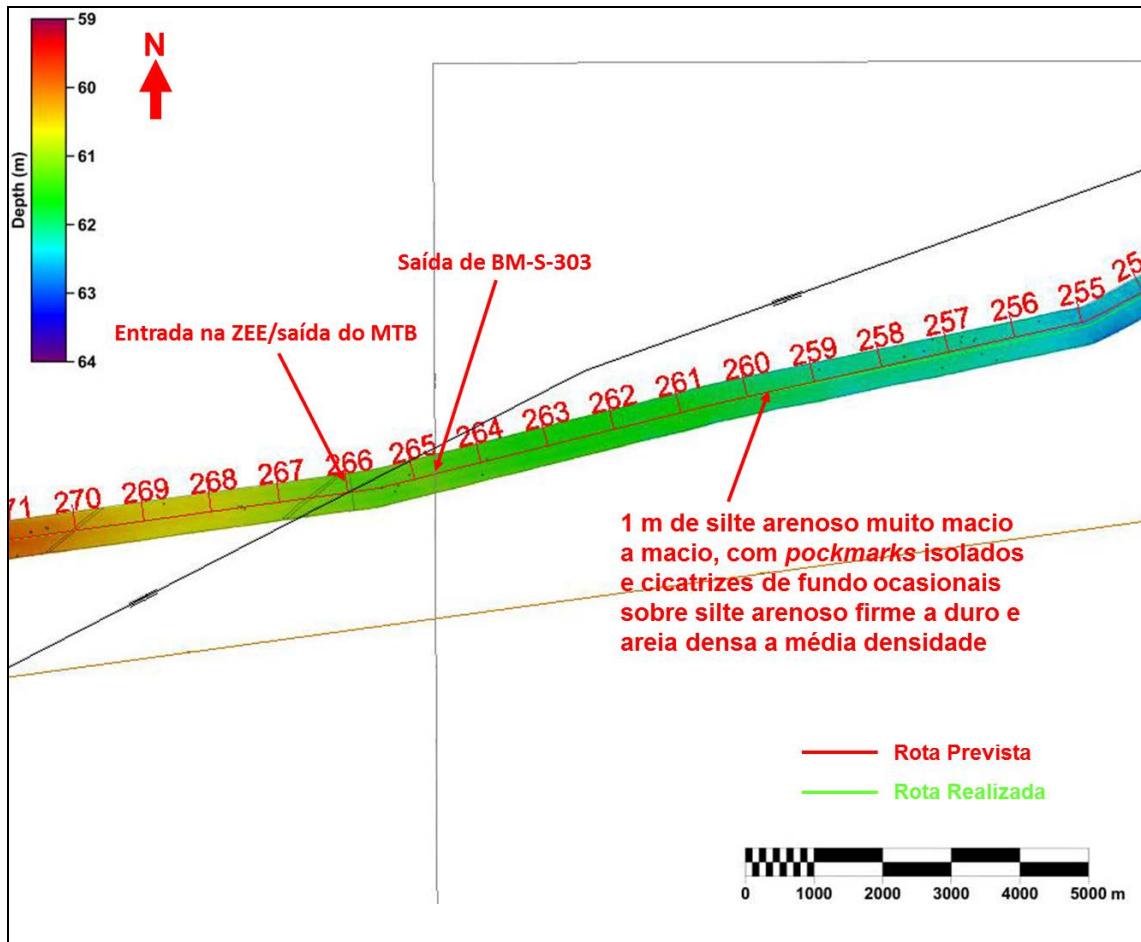 59
60
61
62
63
64
Depth (m)
N
Saída de BM-S-303
Entrada na ZEE/saída do MTB
270
269
268
267
266
265
264
263
262
261
260
259
258
257
256
255
1 m de silte arenoso muito macio
a macio, com pockmarks isolados
e cicatrizes de fundo ocasionais
sobre silte arenoso firme a duro e
areia densa a média densidade
Rota Prevista
Rota Realizada
0 1000 2000 3000 4000 5000 m